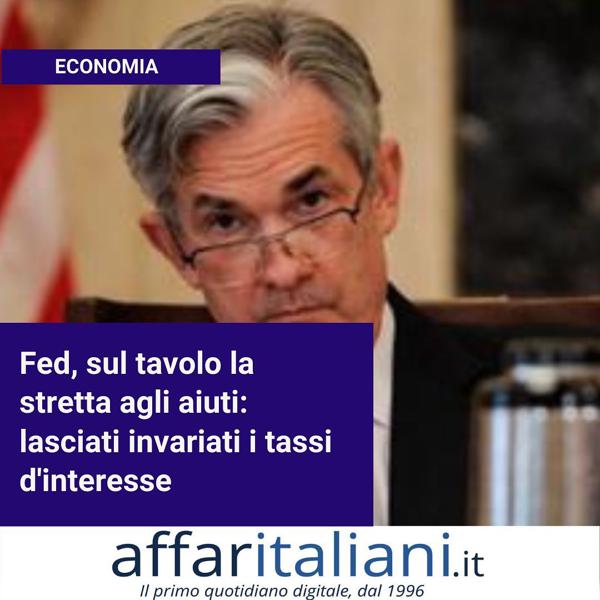 ECONOMIA
Fed, sul tavolo la
stretta agli aiuti:
lasciati invariati i tassi
d'interesse
affaritaliani.it
Il primo quotidiano digitale, dal 1996